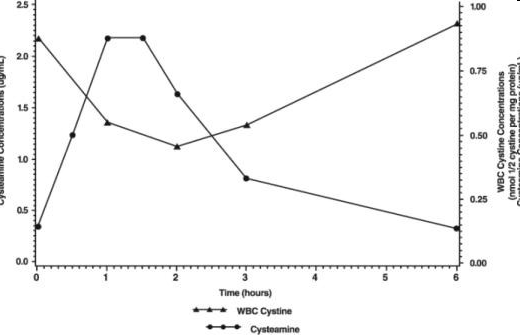 2.5
2.0
1.5
1.0
0.5
0.0
Cysteamine Concentrations (ug/mL)
1.00
0.75
0.50
0.25
0.00
WBC Cystine Concentrations
(nmol 1/2 cystine per mg protein)
0 1 2 3 4 5 6
Time (hours)
WBC Cystine
Cysteamine